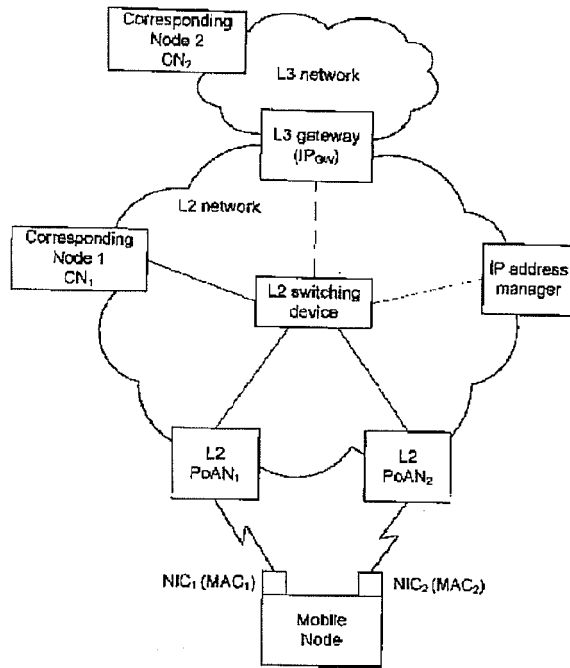 Corresponding
Node 2
CN₂
L3 network
L3 gateway
(IP_GW)
L2 network
Corresponding
Node 1
CN₁
L2 switching
device
IP address
manager
L2
PoAN₁
L2
PoAN₂
NIC₁ (MAC₁)
NIC₂ (MAC₂)
Mobile
Node